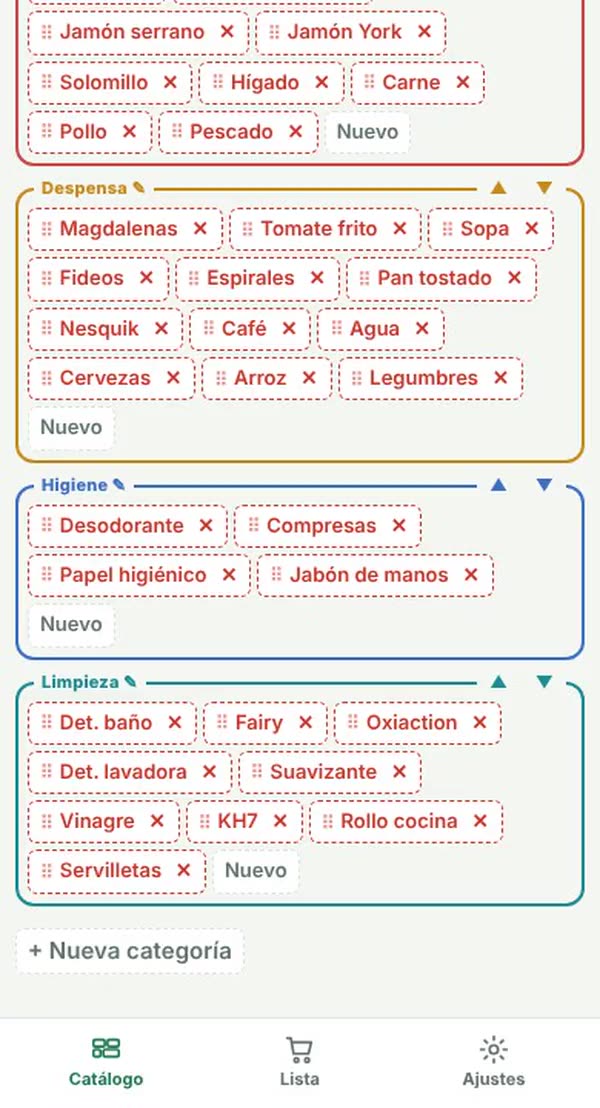 Jamón serrano ✕ Jamón York ✕
Solomillo ✕ Hígado ✕ Carne ✕
Pollo ✕ Pescado ✕ Nuevo
Despensa ✎ ▲ ▼
Magdalenas ✕ Tomate frito ✕ Sopa ✕
Fideos ✕ Espirales ✕ Pan tostado ✕
Nesquik ✕ Café ✕ Agua ✕
Cervezas ✕ Arroz ✕ Legumbres ✕
Nuevo
Higiene ✎ ▲ ▼
Desodorante ✕ Compresas ✕
Papel higiénico ✕ Jabón de manos ✕
Nuevo
Limpieza ✎ ▲ ▼
Det. baño ✕ Fairy ✕ Oxiaction ✕
Det. lavadora ✕ Suavizante ✕
Vinagre ✕ KH7 ✕ Rollo cocina ✕
Servilletas ✕ Nuevo
+ Nueva categoría
Catálogo Lista Ajustes